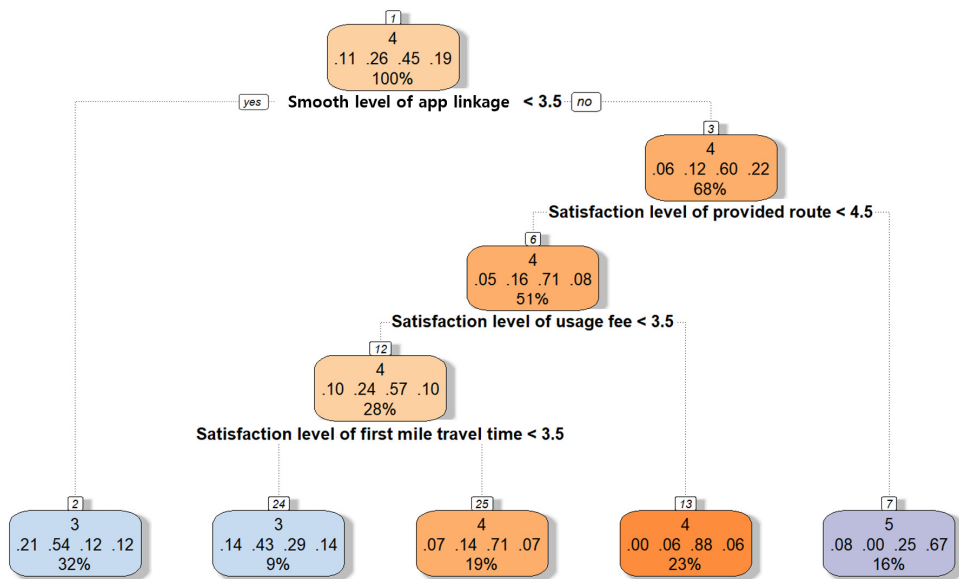 1
4
.11 .26 .45 .19
100%
yes Smooth level of app linkage < 3.5 no
3
4
.06 .12 .60 .22
68%
Satisfaction level of provided route < 4.5
6
4
.05 .16 .71 .08
51%
Satisfaction level of usage fee < 3.5
12
4
.10 .24 .57 .10
28%
Satisfaction level of first mile travel time < 3.5
2
3
.21 .54 .12 .12
32%
24
3
.14 .43 .29 .14
9%
25
4
.07 .14 .71 .07
19%
13
4
.00 .06 .88 .06
23%
7
5
.08 .00 .25 .67
16%